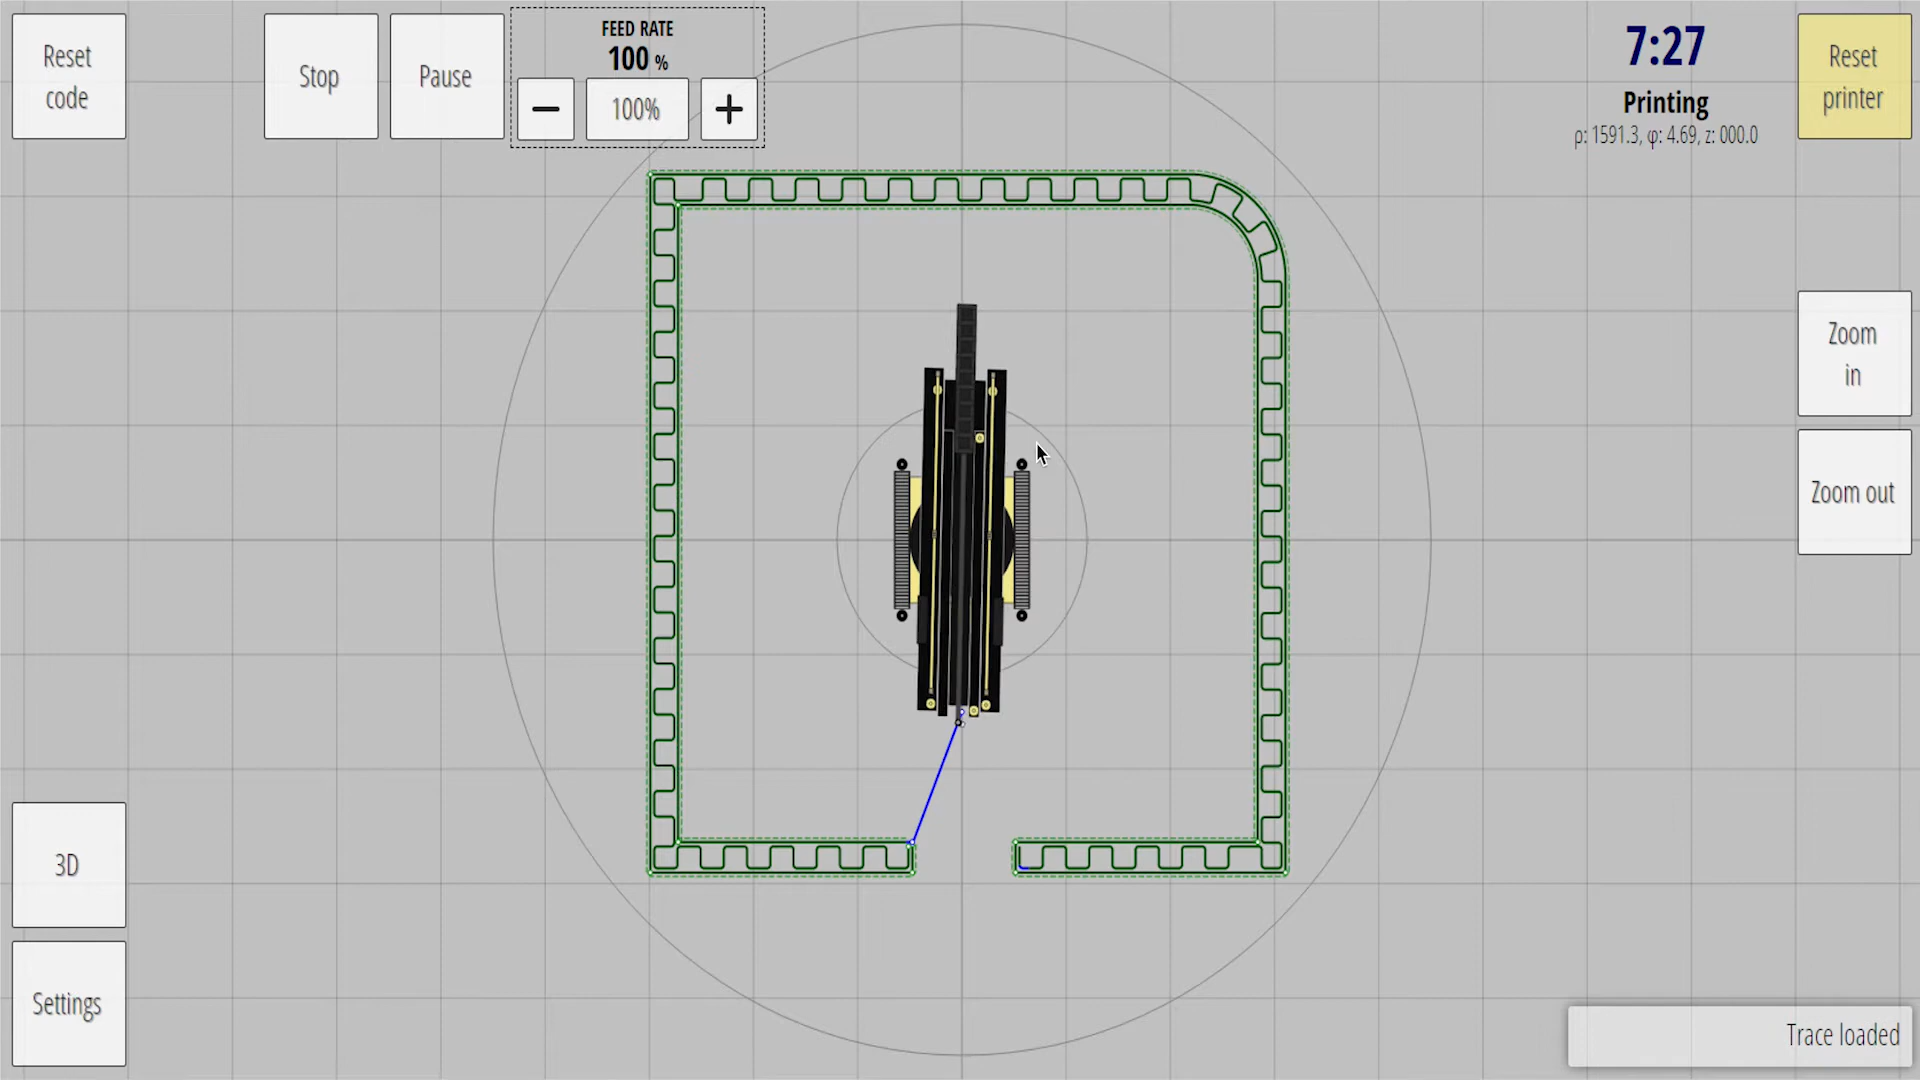 Reset
code
Stop
Pause
FEED RATE
100 %
100%
7:27
Printing
ρ: 1591.3, φ: 4.69, z: 000.0
Reset
printer
Zoom
in
Zoom out
3D
Settings
Trace loaded